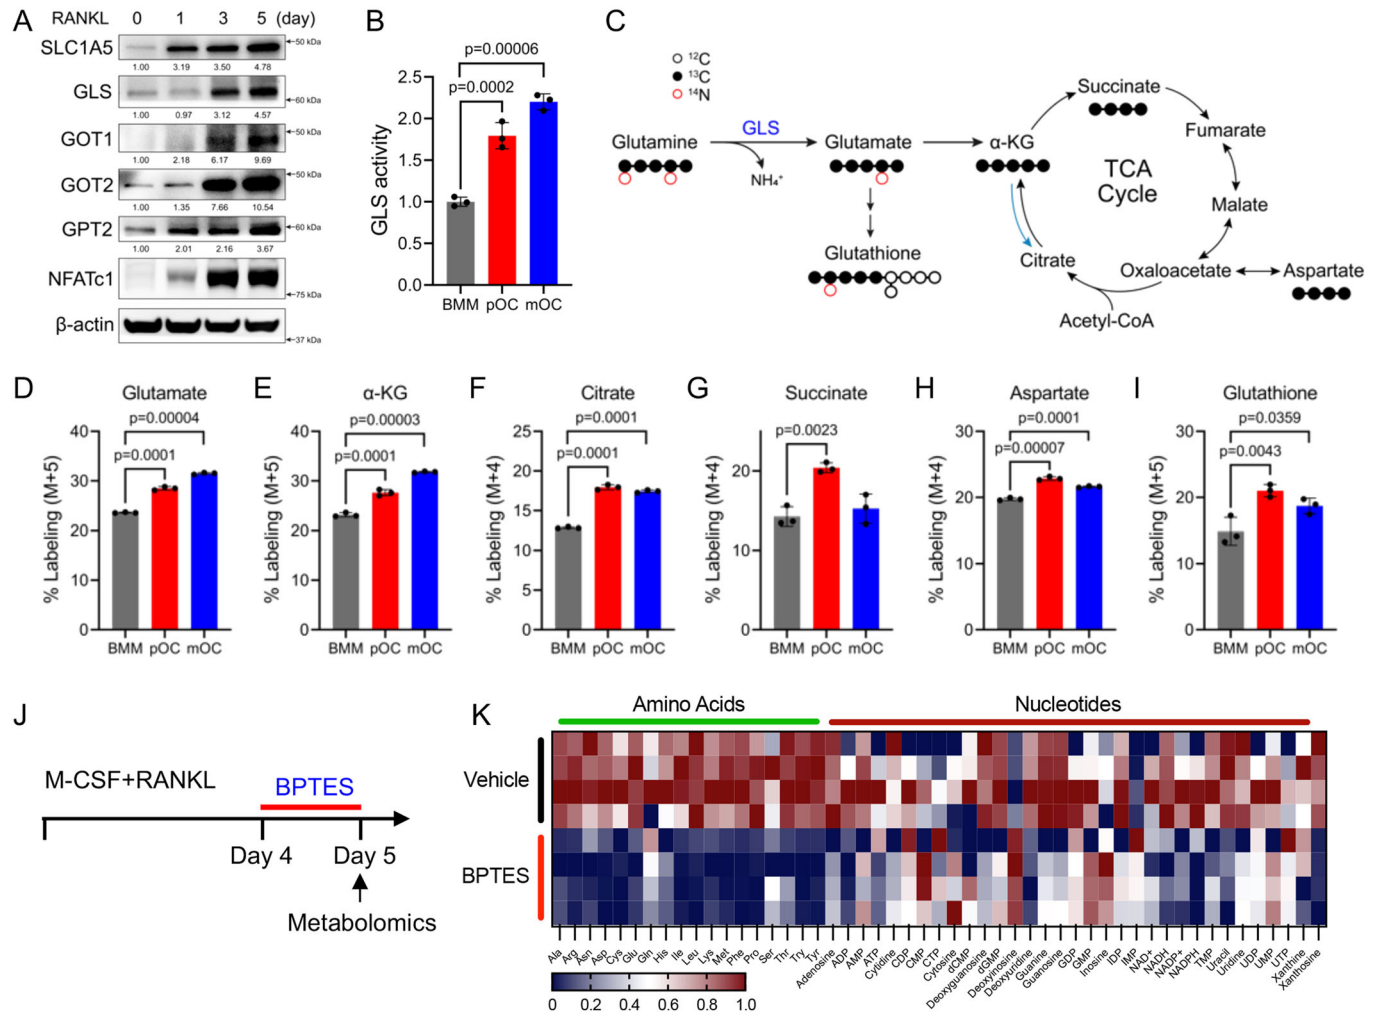 A
RANKL 0 1 3 5 (day)
SLC1A5
50 kDa
1.00 3.19 3.50 4.78
GLS
60 kDa
1.00 0.97 3.12 4.57
GOT1
50 kDa
1.00 2.18 6.17 9.69
GOT2
50 kDa
1.00 1.35 7.66 10.54
GPT2
60 kDa
1.00 2.01 2.16 3.67
NFATc1
75 kDa
β-actin
37 kDa
B
p=0.00006
p=0.0002
GLS activity
2.5
2.0
1.5
1.0
0.5
0.0
BMM pOC mOC
C
¹²C
¹³C
¹⁴N
Glutamine
GLS
NH₄⁺
Glutamate
Glutathione
α-KG
Succinate
Fumarate
Malate
Oxaloacetate
Aspartate
Acetyl-CoA
Citrate
TCA
Cycle
D
Glutamate
p=0.00004
p=0.0001
% Labeling (M+5)
40
30
20
10
0
BMM pOC mOC
E
α-KG
p=0.00003
p=0.0001
% Labeling (M+5)
40
30
20
10
0
BMM pOC mOC
F
Citrate
p=0.0001
p=0.0001
% Labeling (M+4)
25
20
15
10
5
0
BMM pOC mOC
G
Succinate
p=0.0023
% Labeling (M+4)
20
10
0
BMM pOC mOC
H
Aspartate
p=0.0001
p=0.00007
% Labeling (M+4)
30
20
10
0
BMM pOC mOC
I
Glutathione
p=0.0359
p=0.0043
% Labeling (M+5)
30
20
10
0
BMM pOC mOC
J
M-CSF+RANKL
BPTES
Day 4
Day 5
Metabolomics
K
Amino Acids
Nucleotides
Vehicle
BPTES
Ala
Arg
Asn
Asp
Cys
Glu
Gln
His
Ile
Leu
Lys
Met
Phe
Pro
Ser
Thr
Try
Tyr
Adenosine
ADP
AMP
ATP
Cylidine
CDP
CMP
CTP
Cytosine
dCMP
Deoxyguanosine
dGMP
Deoxyinosine
Deoxyuridine
Guanine
Guanosine
GDP
GMP
Inosine
IDP
IMP
NAD+
NADH
NADP+
NADPH
TMP
Uracil
Uridine
UDP
UMP
UTP
Xanthine
Xanthosine
0 0.2 0.4 0.6 0.8 1.0